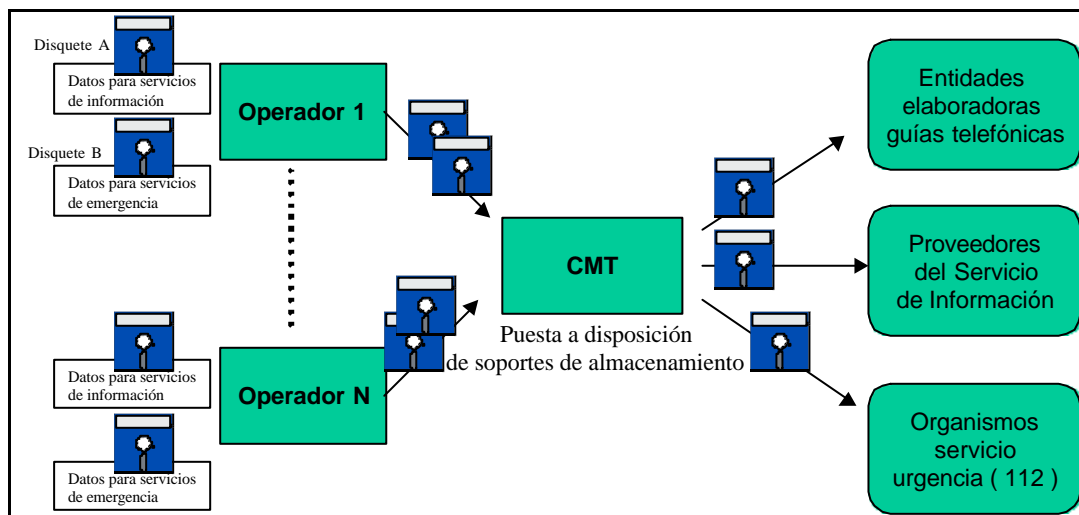 Disquete A
Datos para servicios
de información
Disquete B
Datos para servicios
de emergencia
Operador 1
Datos para servicios
de información
Datos para servicios
de emergencia
Operador N
CMT
Puesta a disposición
de soportes de almacenamiento
Entidades
elaboradoras
guías telefónicas
Proveedores
del Servicio
de Información
Organismos
servicio
urgencia ( 112 )